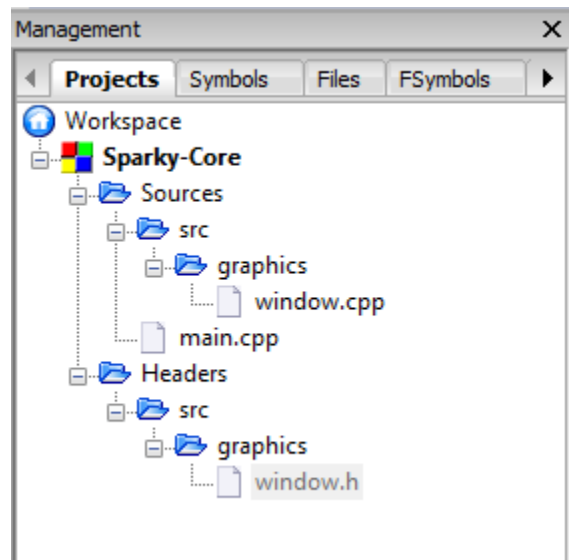 Management
Projects Symbols Files FSymbols
Workspace
Sparky-Core
Sources
src
graphics
window.cpp
main.cpp
Headers
src
graphics
window.h